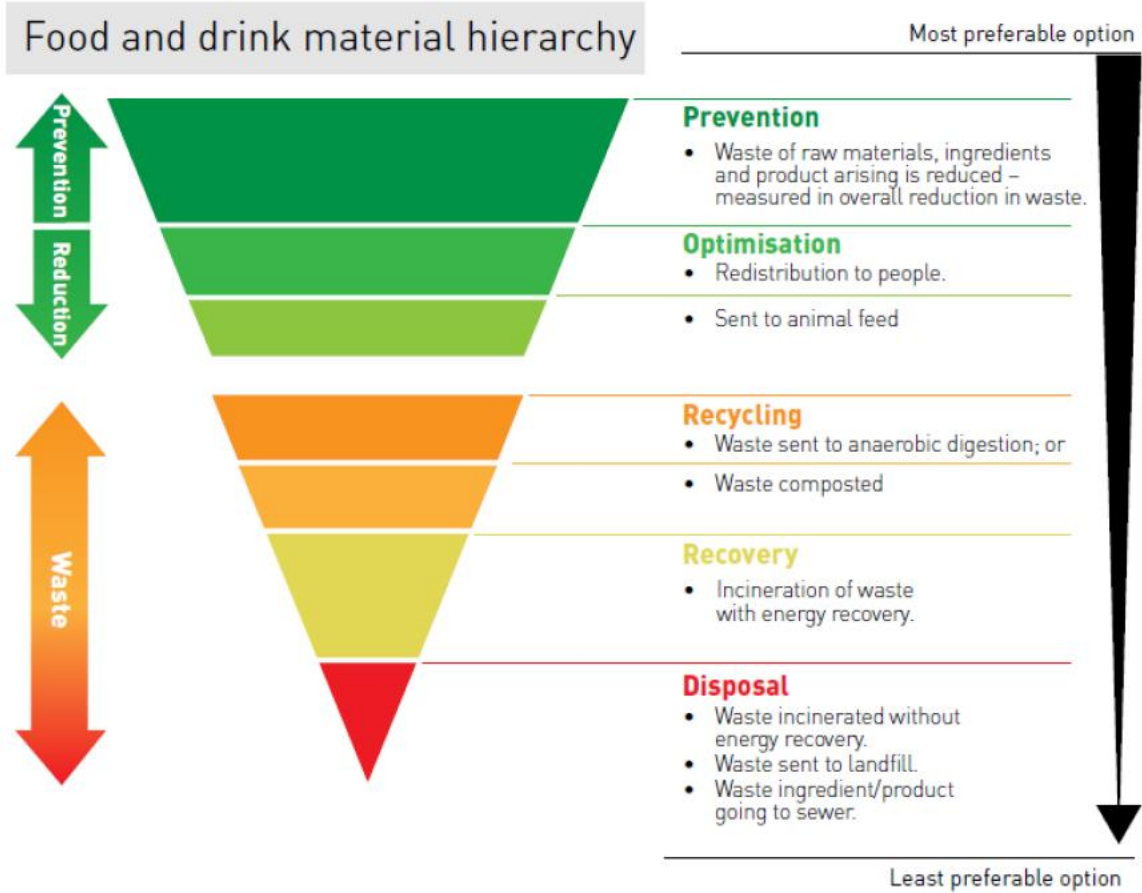 Food and drink material hierarchy
Most preferable option
Prevention
Reduction
Waste
Prevention
• Waste of raw materials, ingredients
and product arising is reduced –
measured in overall reduction in waste.
Optimisation
• Redistribution to people.
• Sent to animal feed
Recycling
• Waste sent to anaerobic digestion; or
• Waste composted
Recovery
• Incineration of waste
with energy recovery.
Disposal
• Waste incinerated without
energy recovery.
• Waste sent to landfill.
• Waste ingredient/product
going to sewer.
Least preferable option